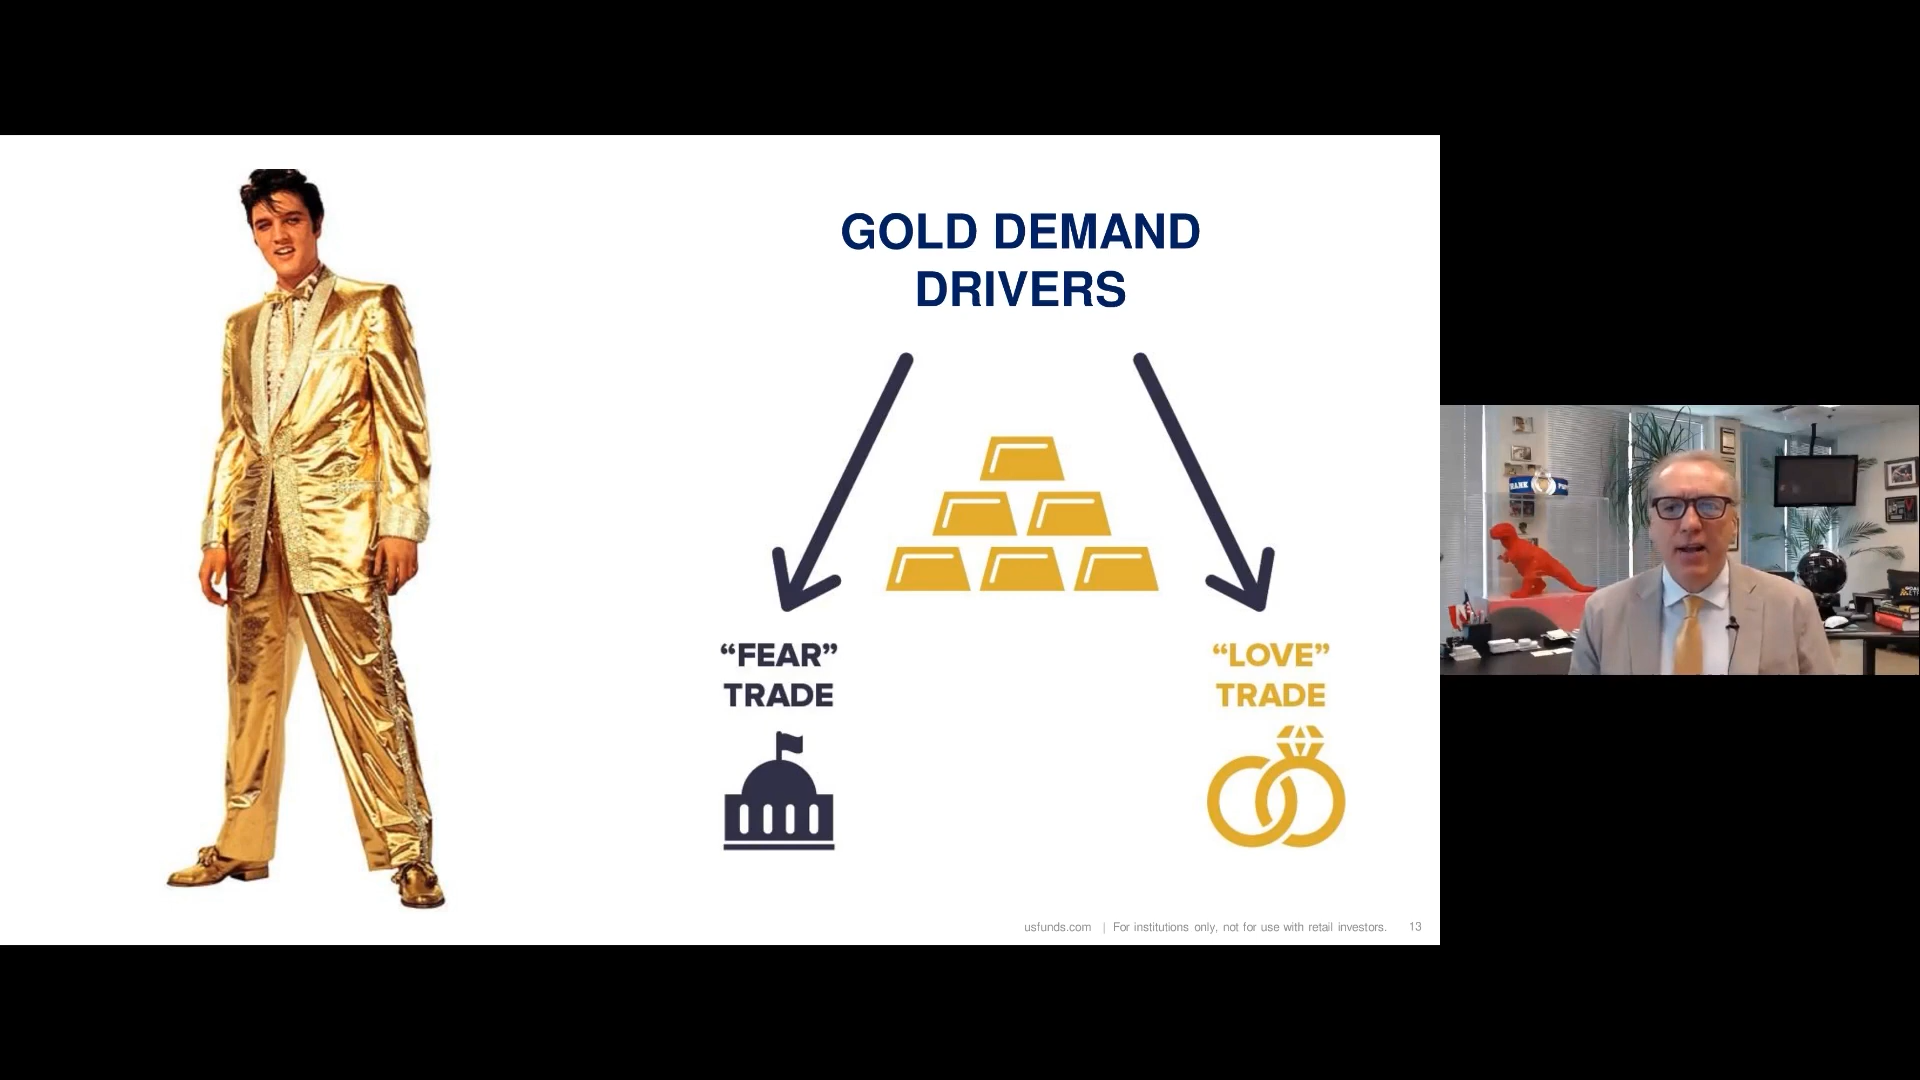 GOLD DEMAND
DRIVERS
“FEAR”
TRADE
“LOVE”
TRADE
usfunds.com | For institutions only, not for use with retail investors. 13